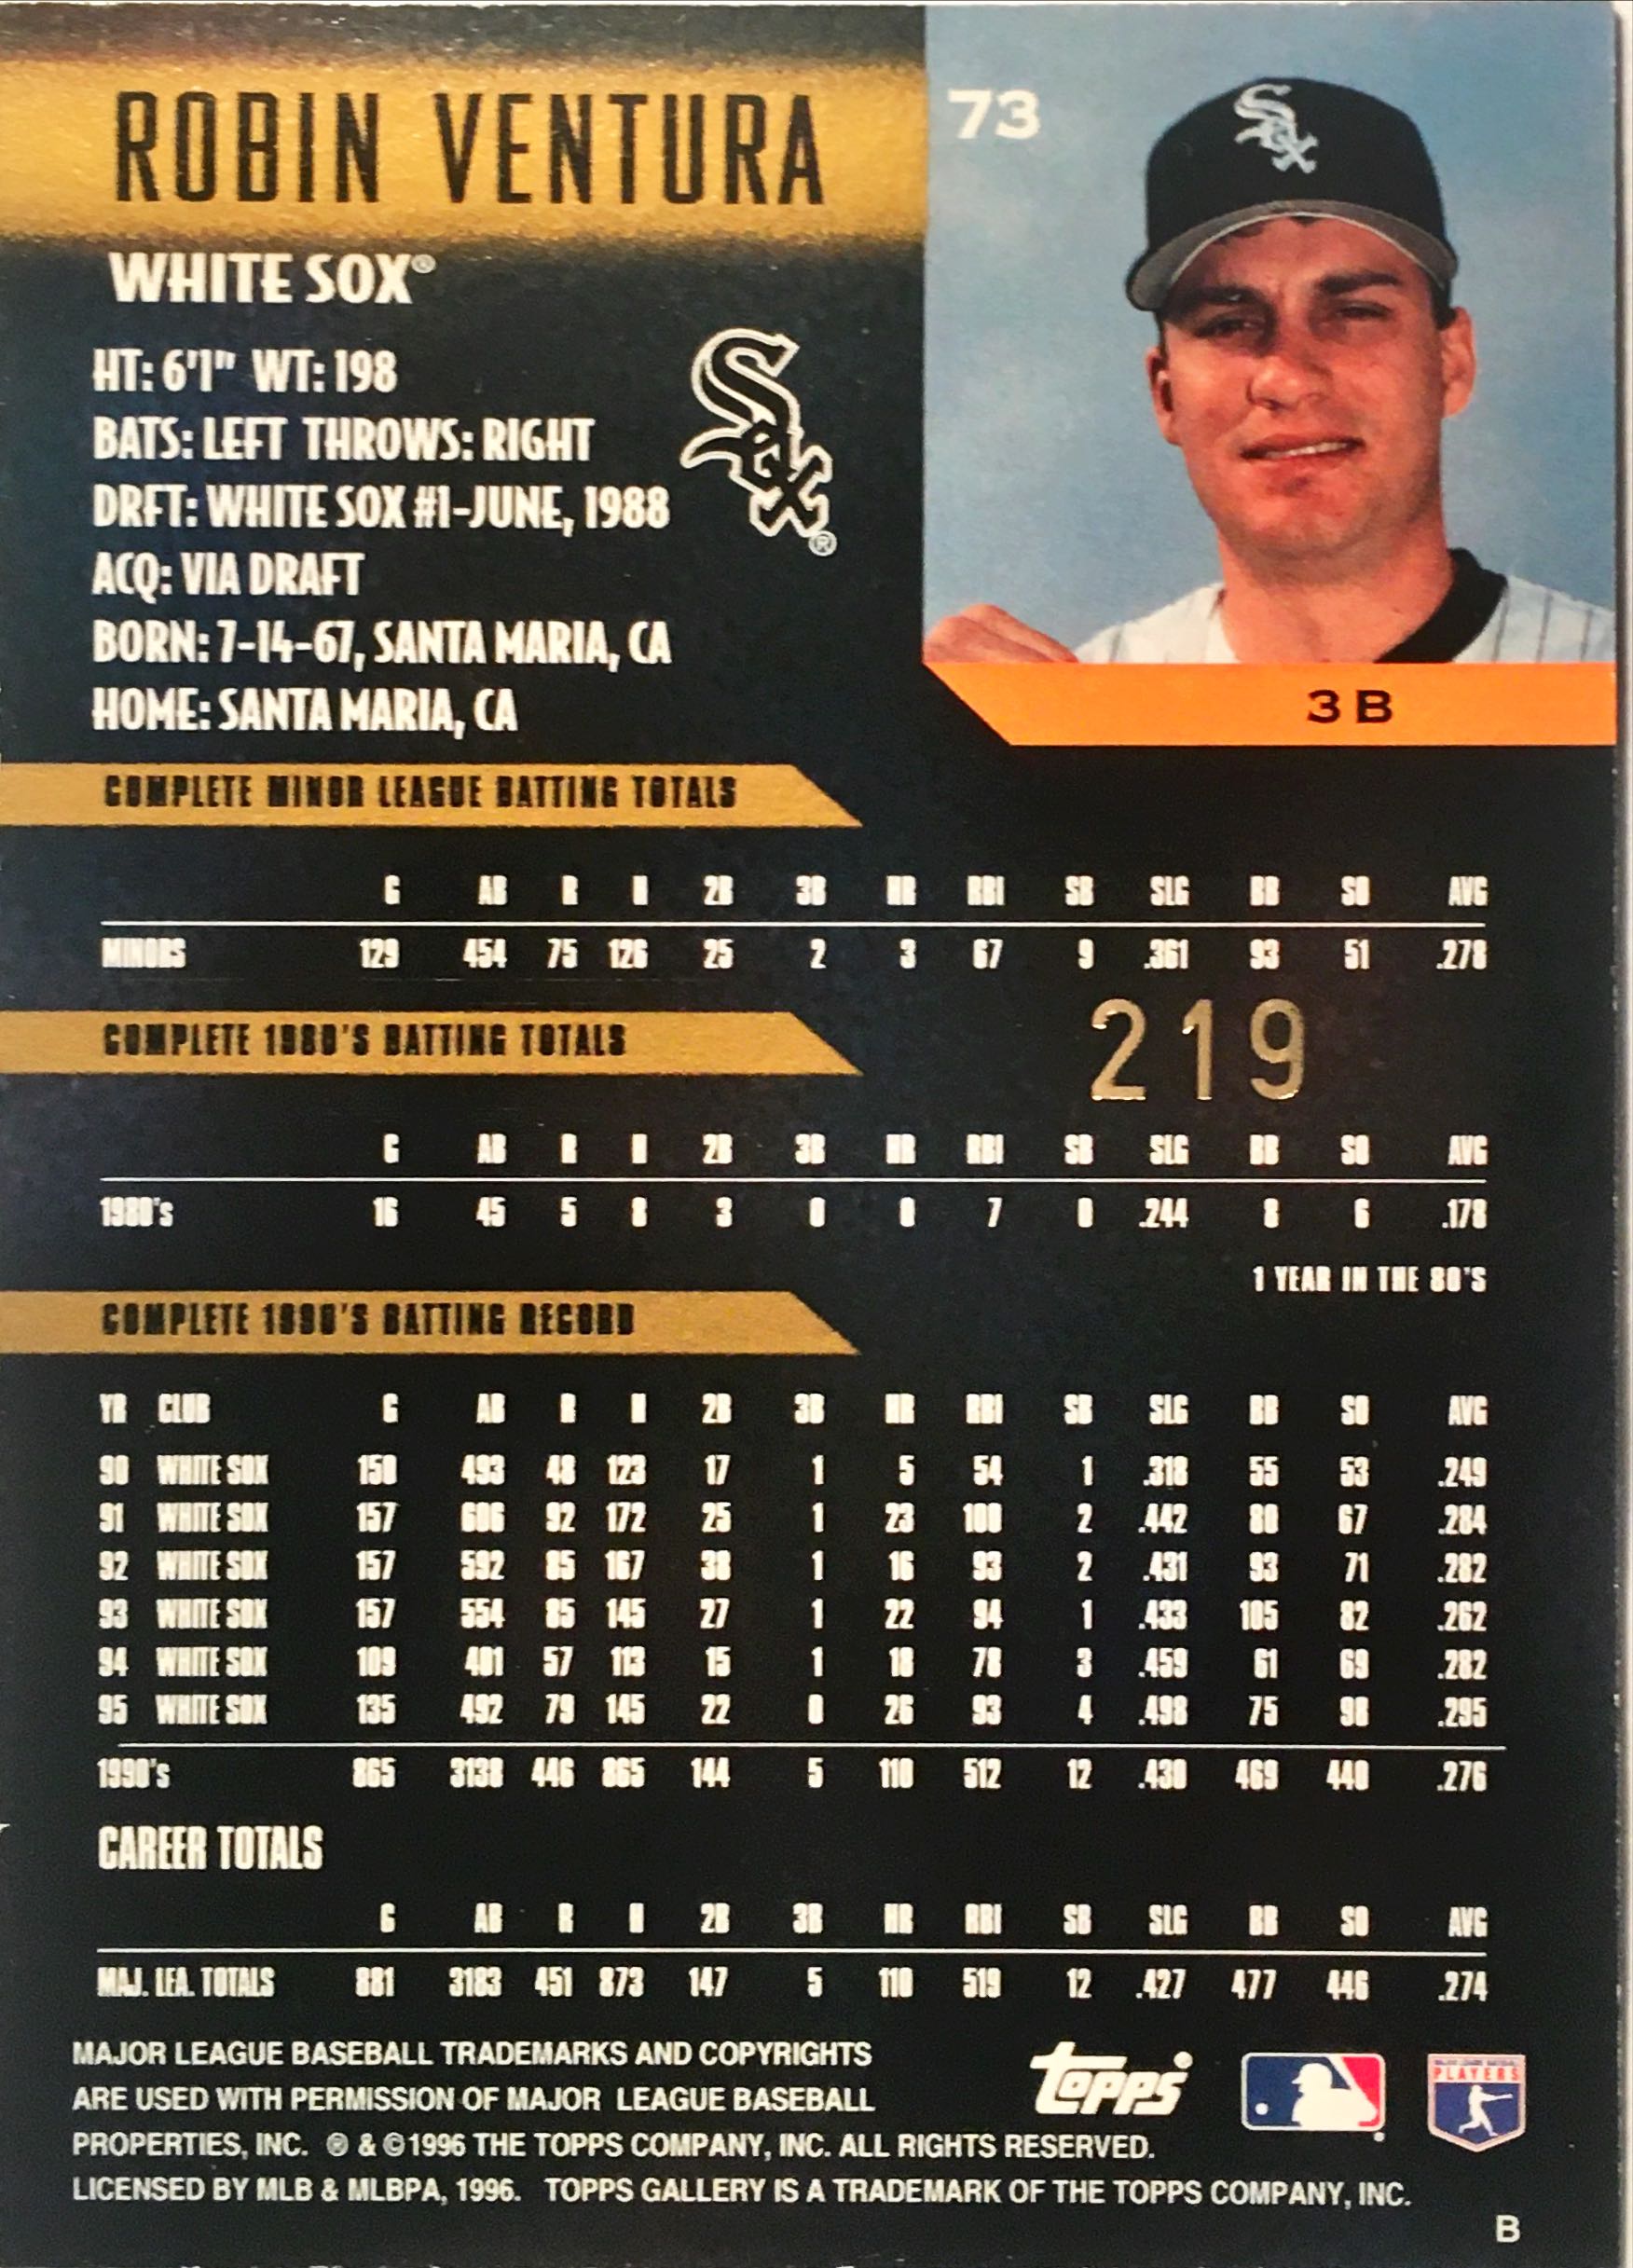 ROBIN VENTURA
73
WHITE SOX®
HT: 6'1" WT: 198
BATS: LEFT THROWS: RIGHT
DRFT: WHITE SOX #1-JUNE, 1988
ACQ: VIA DRAFT
BORN: 7-14-67, SANTA MARIA, CA
HOME: SANTA MARIA, CA
Sox
Sox ®
3B
COMPLETE MINOR LEAGUE BATTING TOTALS
G AB R H 2B 3B HR RBI SB SLG BB SO AVG
MINORS 129 454 75 126 25 2 3 67 9 .361 93 51 .278
COMPLETE 1980'S BATTING TOTALS
219
G AB R H 2B 3B HR RBI SB SLG BB SO AVG
1980's 16 45 5 8 3 0 0 7 0 .244 8 6 .178
1 YEAR IN THE 80'S
COMPLETE 1990'S BATTING RECORD
YR CLUB G AB R H 2B 3B HR RBI SB SLG BB SO AVG
90 WHITE SOX 150 493 48 123 17 1 5 54 1 .318 55 53 .249
91 WHITE SOX 157 606 92 172 25 1 23 100 2 .442 80 67 .284
92 WHITE SOX 157 592 85 167 38 1 16 93 2 .431 93 71 .282
93 WHITE SOX 157 554 85 145 27 1 22 94 1 .433 105 82 .262
94 WHITE SOX 109 401 57 113 15 1 18 78 3 .459 61 69 .282
95 WHITE SOX 135 492 79 145 22 0 26 93 4 .498 75 98 .295
1990's 865 3138 446 865 144 5 110 512 12 .430 469 440 .276
CAREER TOTALS
G AB R H 2B 3B HR RBI SB SLG BB SO AVG
MAJ. LEA. TOTALS 881 3183 451 873 147 5 110 519 12 .427 477 446 .274
MAJOR LEAGUE BASEBALL TRADEMARKS AND COPYRIGHTS
ARE USED WITH PERMISSION OF MAJOR LEAGUE BASEBALL
PROPERTIES, INC. ® & ©1996 THE TOPPS COMPANY, INC. ALL RIGHTS RESERVED.
LICENSED BY MLB & MLBPA, 1996. TOPPS GALLERY IS A TRADEMARK OF THE TOPPS COMPANY, INC.
topps®
MAJOR LEAGUE BASEBALL
PLAYERS
B